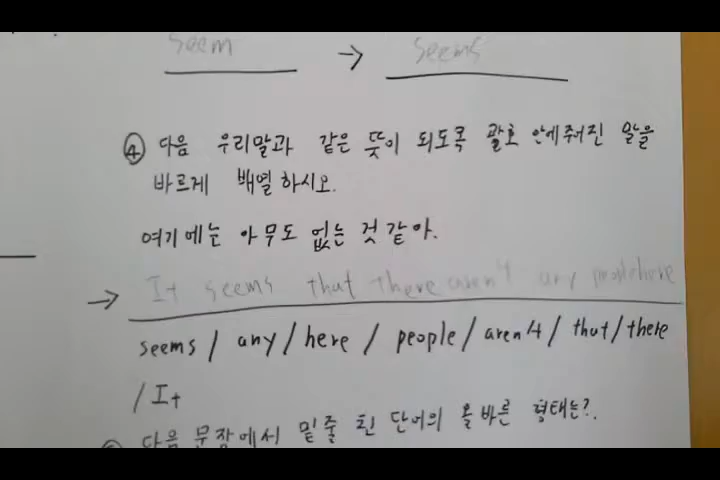 seem → seems
④ 다음 우리말과 같은 뜻이 되도록 괄호 안에 주어진 말을
바르게 배열하시오.
여기에는 아무도 없는 것 같아.
→ It seems that there aren't any people here
seems / any / here / people / aren't / that / there
/ It
다음 문장에서 밑줄 친 단어의 올바른 형태는?